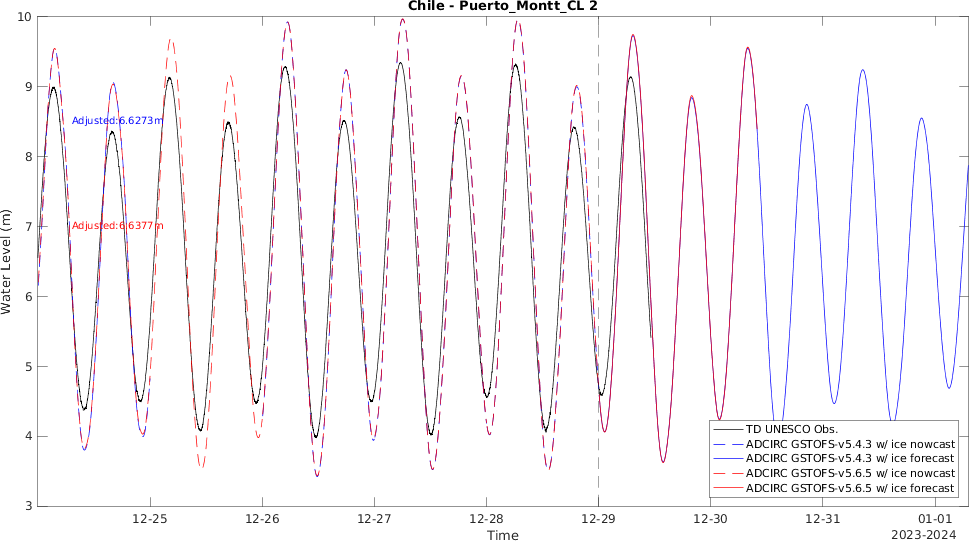 Chile - Puerto_Montt_CL 2
10
9
8
7
6
5
4
3
Water Level (m)
Adjusted:6.6273m
Adjusted:6.6377m
TD UNESCO Obs.
ADCIRC GSTOFS-v5.4.3 w/ ice nowcast
ADCIRC GSTOFS-v5.4.3 w/ ice forecast
ADCIRC GSTOFS-v5.6.5 w/ ice nowcast
ADCIRC GSTOFS-v5.6.5 w/ ice forecast
12-25 12-26 12-27 12-28 12-29 12-30 12-31 01-01
Time
2023-2024